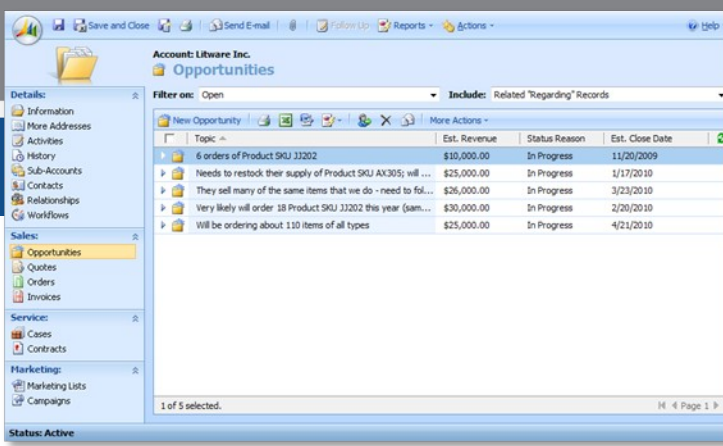 Save and Close Send E-mail Follow Up Reports Actions Help
Account: Litware Inc.
Opportunities
Details:
Information
More Addresses
Activities
History
Sub-Accounts
Contacts
Relationships
Workflows
Sales:
Opportunities
Quotes
Orders
Invoices
Service:
Cases
Contracts
Marketing:
Marketing Lists
Campaigns
Filter on: Open Include: Related "Regarding" Records
New Opportunity More Actions
Topic Est. Revenue Status Reason Est. Close Date
6 orders of Product SKU JJ202 $10,000.00 In Progress 11/20/2009
Needs to restock their supply of Product SKU AX305; will ... $25,000.00 In Progress 1/17/2010
They sell many of the same items that we do - need to fol... $26,000.00 In Progress 3/23/2010
Very likely will order 18 Product SKU JJ202 this year (sam... $30,000.00 In Progress 2/20/2010
Will be ordering about 110 items of all types $25,000.00 In Progress 4/21/2010
1 of 5 selected. Page 1
Status: Active